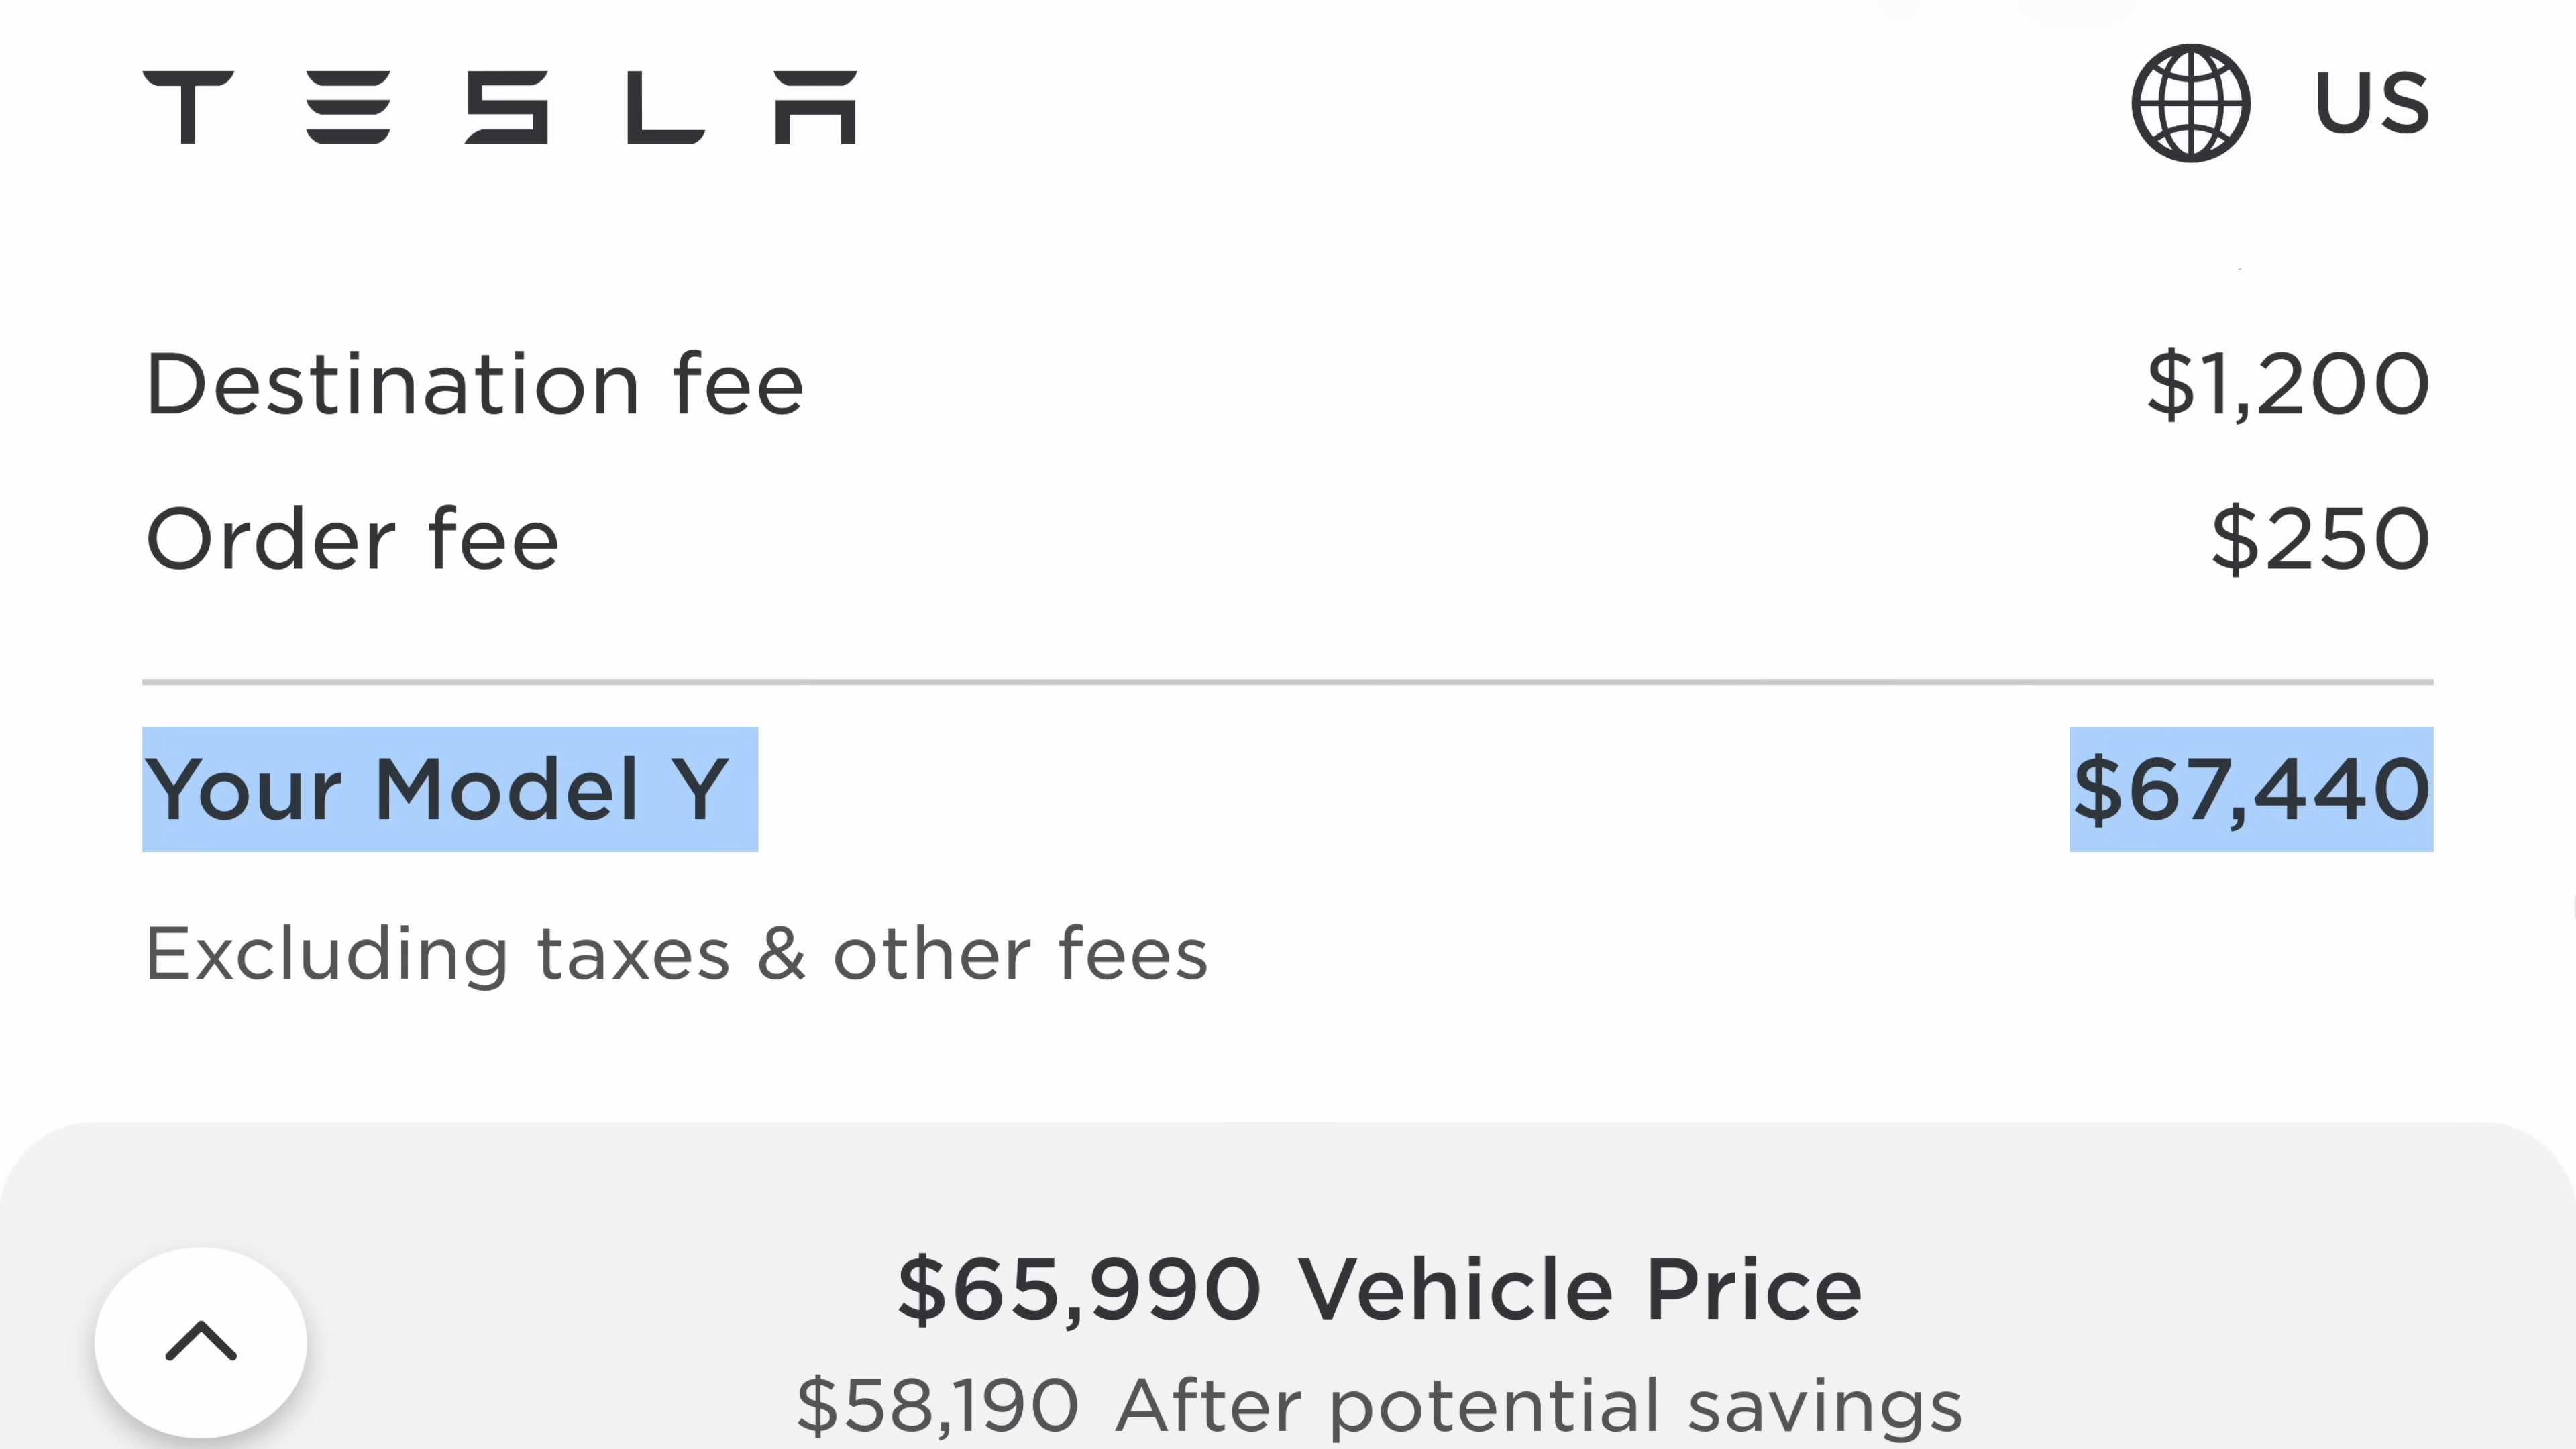 TESLA US
Destination fee $1,200
Order fee $250
Your Model Y $67,440
Excluding taxes & other fees
$65,990 Vehicle Price
$58,190 After potential savings